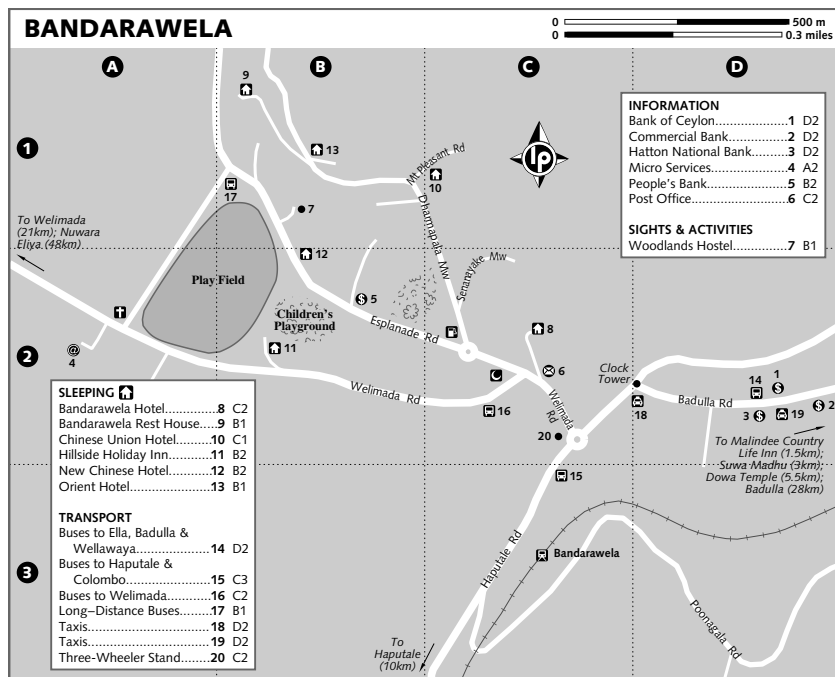 BANDARAWELA
0 500 m
0 0.3 miles
A
B
C
D
1
2
3
INFORMATION
Bank of Ceylon.....................1 D2
Commercial Bank...............2 D2
Hatton National Bank........3 D2
Micro Services.....................4 A2
People's Bank......................5 B2
Post Office...........................6 C2
SIGHTS & ACTIVITIES
Woodlands Hostel..............7 B1
lp
9
13
Mt Pleasant Rd
10
17
7
Dharmapala Mw
To Welimada
(21km); Nuwara
Eliya (48km)
12
Senanayake Mw
Play Field
$ 5
Children's
Playground
Esplanade Rd
8
@
4
11
6
Clock
Tower
14
1
$
Welimada Rd
Welimada Rd
16
18
Badulla Rd
3 $
19
$ 2
20
To Malindee Country
Life Inn (1.5km);
Suwa Madhu (3km);
Dowa Temple (5.5km);
Badulla (28km)
15
Haputale Rd
Bandarawela
Poonagala Rd
To
Haputale
(10km)
SLEEPING
Bandarawela Hotel..............8 C2
Bandarawela Rest House....9 B1
Chinese Union Hotel.........10 C1
Hillside Holiday Inn...........11 B2
New Chinese Hotel............12 B2
Orient Hotel.......................13 B1
TRANSPORT
Buses to Ella, Badulla &
Wellawaya..................14 D2
Buses to Haputale &
Colombo.....................15 C3
Buses to Welimada............16 C2
Long–Distance Buses........17 B1
Taxis...................................18 D2
Taxis...................................19 D2
Three-Wheeler Stand........20 C2